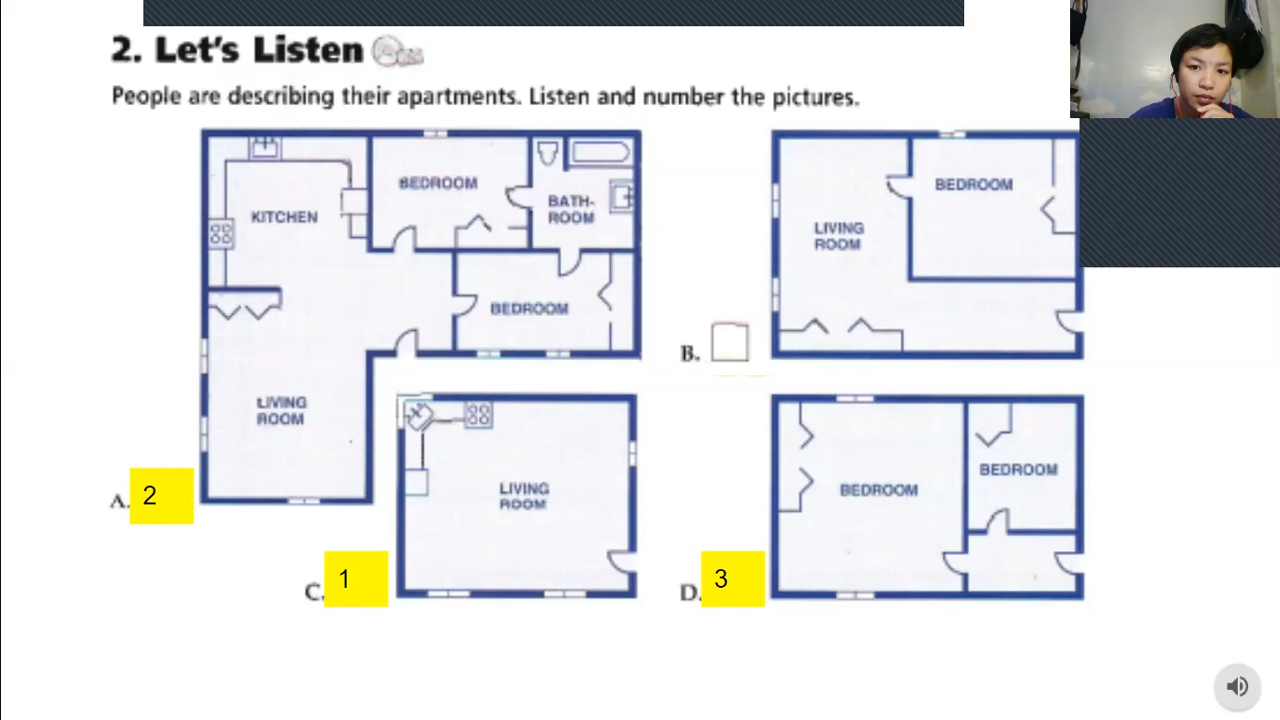 2. Let's Listen
People are describing their apartments. Listen and number the pictures.
KITCHEN
BEDROOM
BATH-
ROOM
BEDROOM
LIVING
ROOM
A. 2
LIVING
ROOM
BEDROOM
B.
LIVING
ROOM
C. 1
BEDROOM
BEDROOM
D. 3